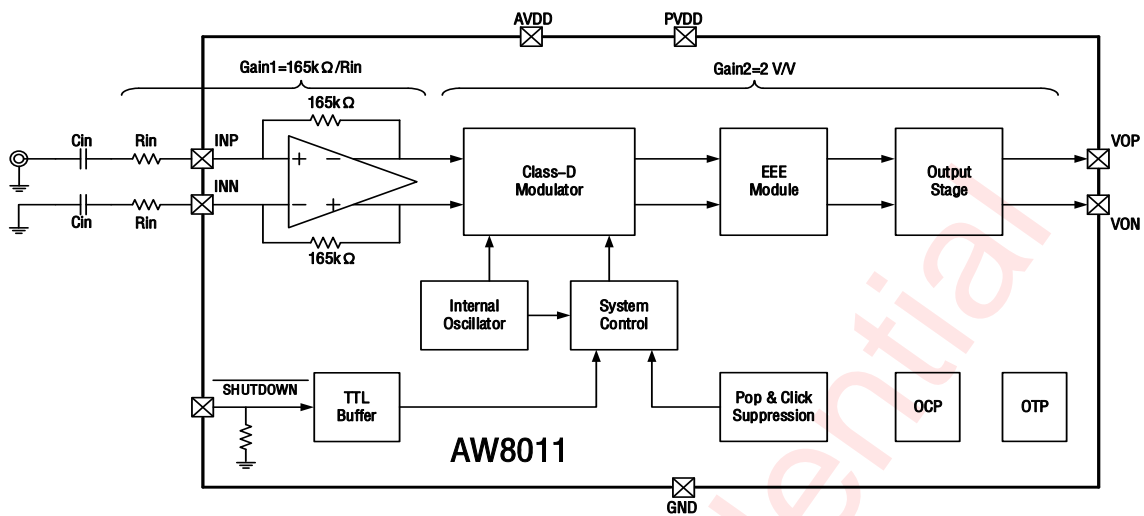 AVDD
PVDD
Gain1=165kΩ/Rin
Gain2=2 V/V
165kΩ
Cin
Rin
INP
VOP
+ −
Class-D
Modulator
EEE
Module
Output
Stage
INN
− +
Cin
Rin
VON
165kΩ
Internal
Oscillator
System
Control
SHUTDOWN
TTL
Buffer
Pop & Click
Suppression
OCP
OTP
AW8011
GND
ential